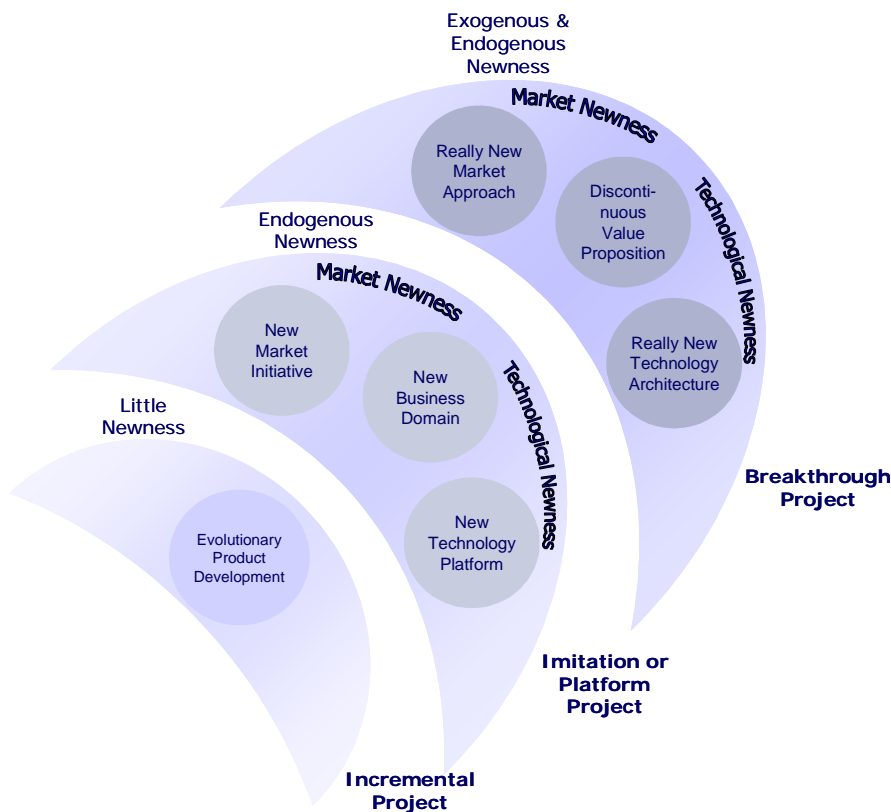 Exogenous &
Endogenous
Newness
Market Newness
Really New
Market
Approach
Disconti-
nuous
Value
Proposition
Technological Newness
Really New
Technology
Architecture
Breakthrough
Project
Endogenous
Newness
Market Newness
New
Market
Initiative
New
Business
Domain
Technological Newness
New
Technology
Platform
Imitation or
Platform
Project
Little
Newness
Evolutionary
Product
Development
Incremental
Project